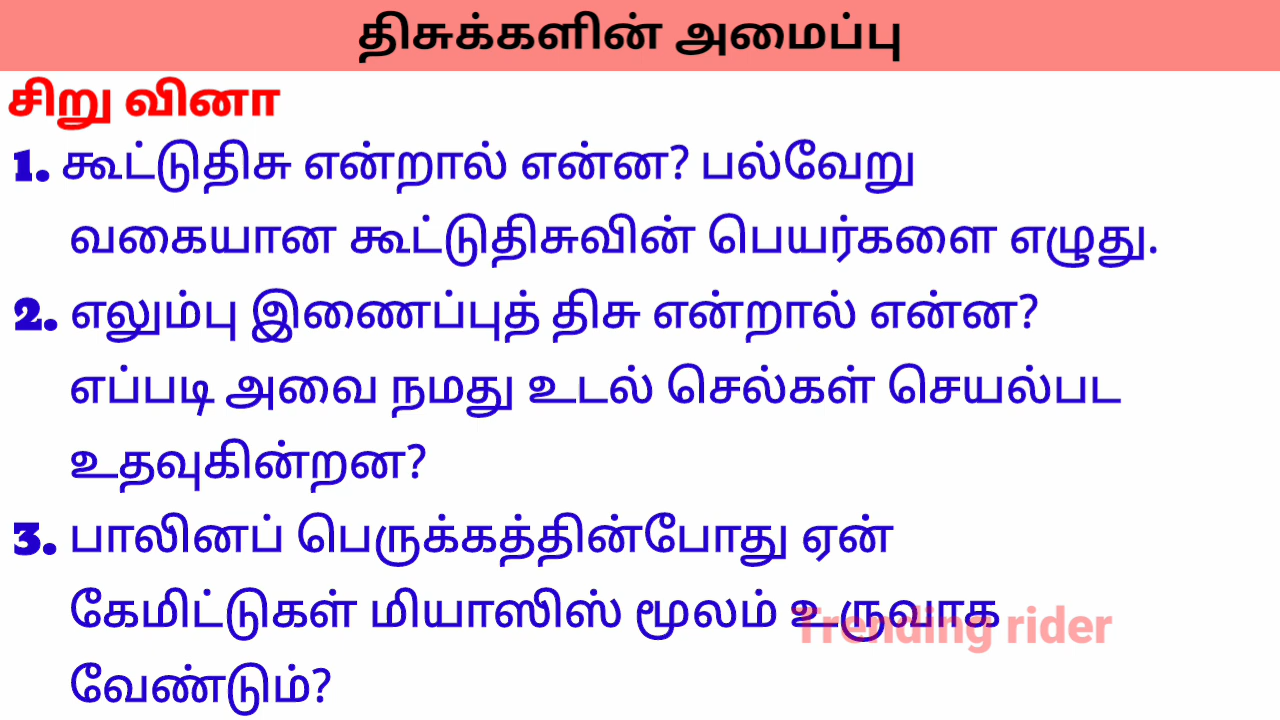 திசுக்களின் அமைப்பு
சிறு வினா
1. கூட்டுதிசு என்றால் என்ன? பல்வேறு
வகையான கூட்டுதிசுவின் பெயர்களை எழுது.
2. எலும்பு இணைப்புத் திசு என்றால் என்ன?
எப்படி அவை நமது உடல் செல்கள் செயல்பட
உதவுகின்றன?
3. பாலினப் பெருக்கத்தின்போது ஏன்
கேமிட்டுகள் மியாஸிஸ் மூலம் உருவாக
Trending rider
வேண்டும்?